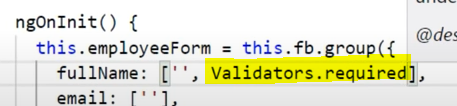 ngOnInit() {
this.employeeForm = this.fb.group({
@des
fullName: ['', Validators.required],
email: [''],